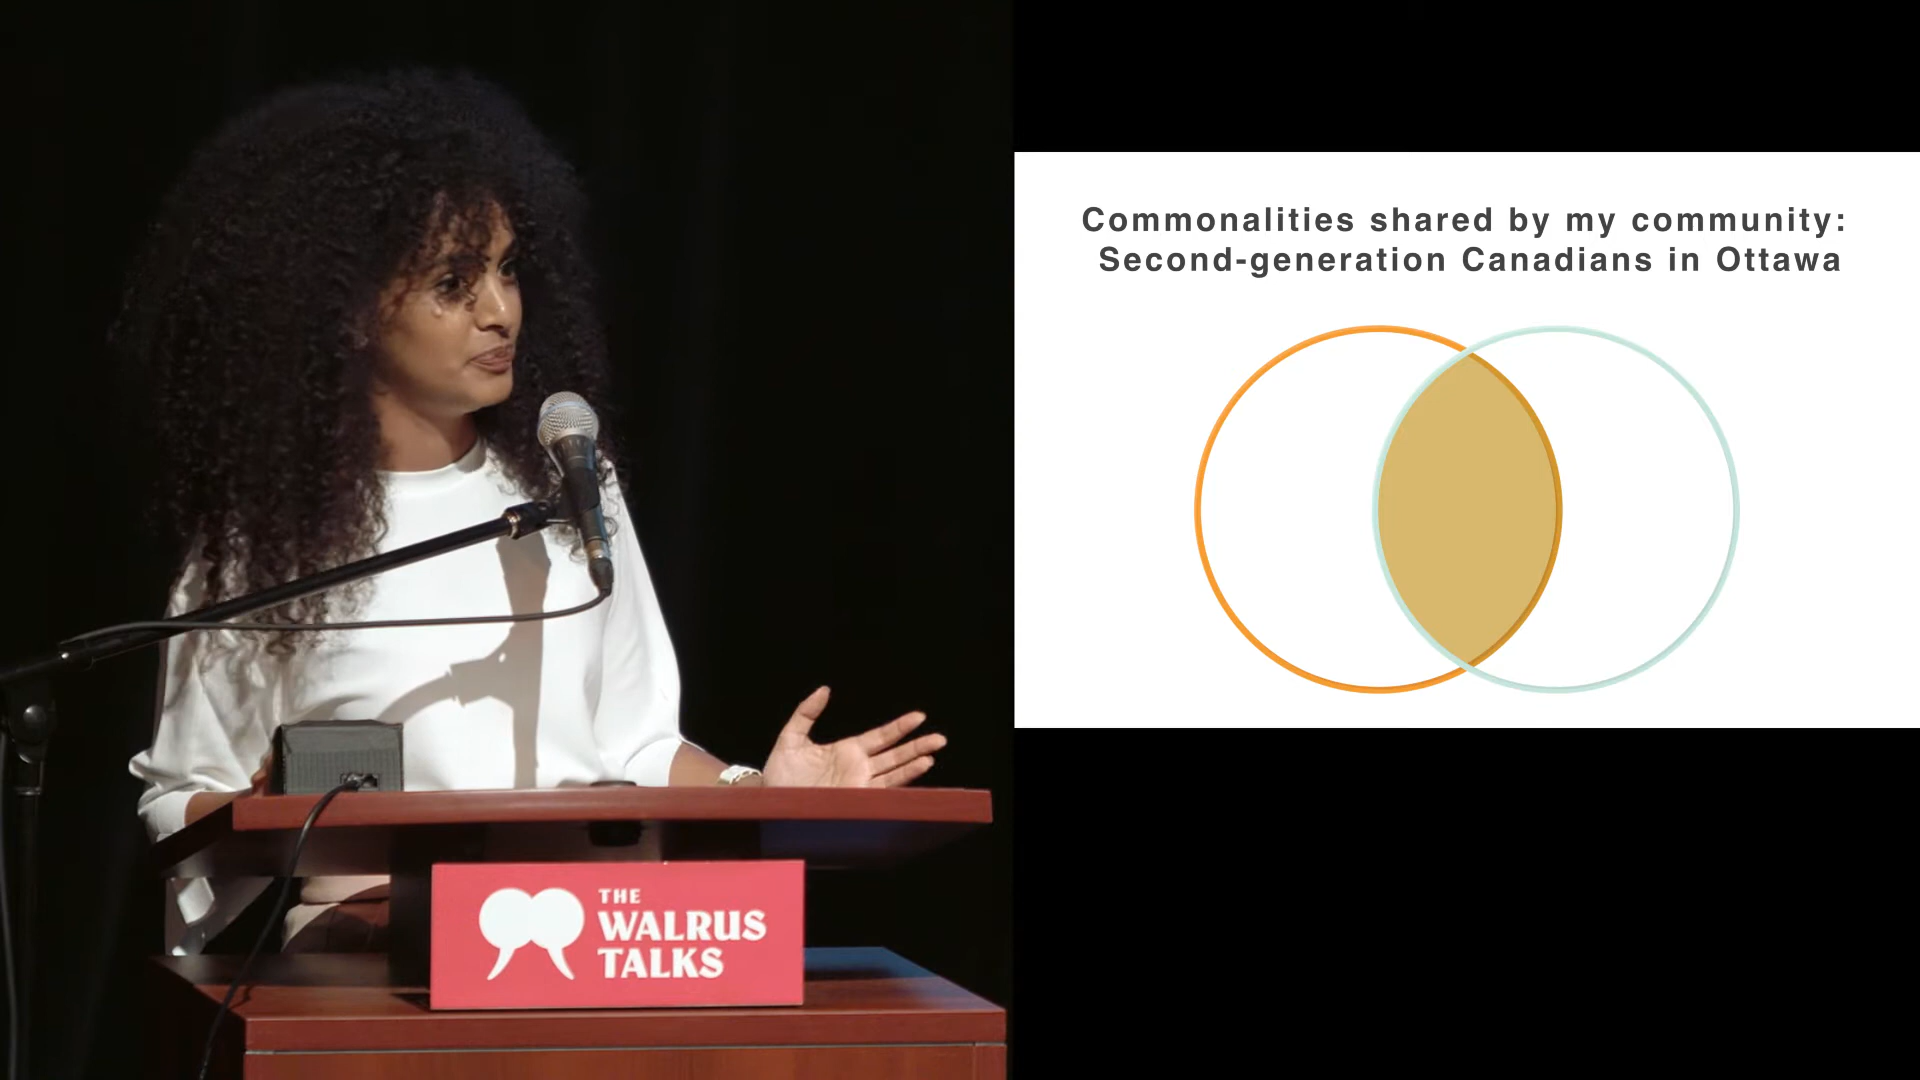 Commonalities shared by my community:
Second-generation Canadians in Ottawa
THE
WALRUS
TALKS